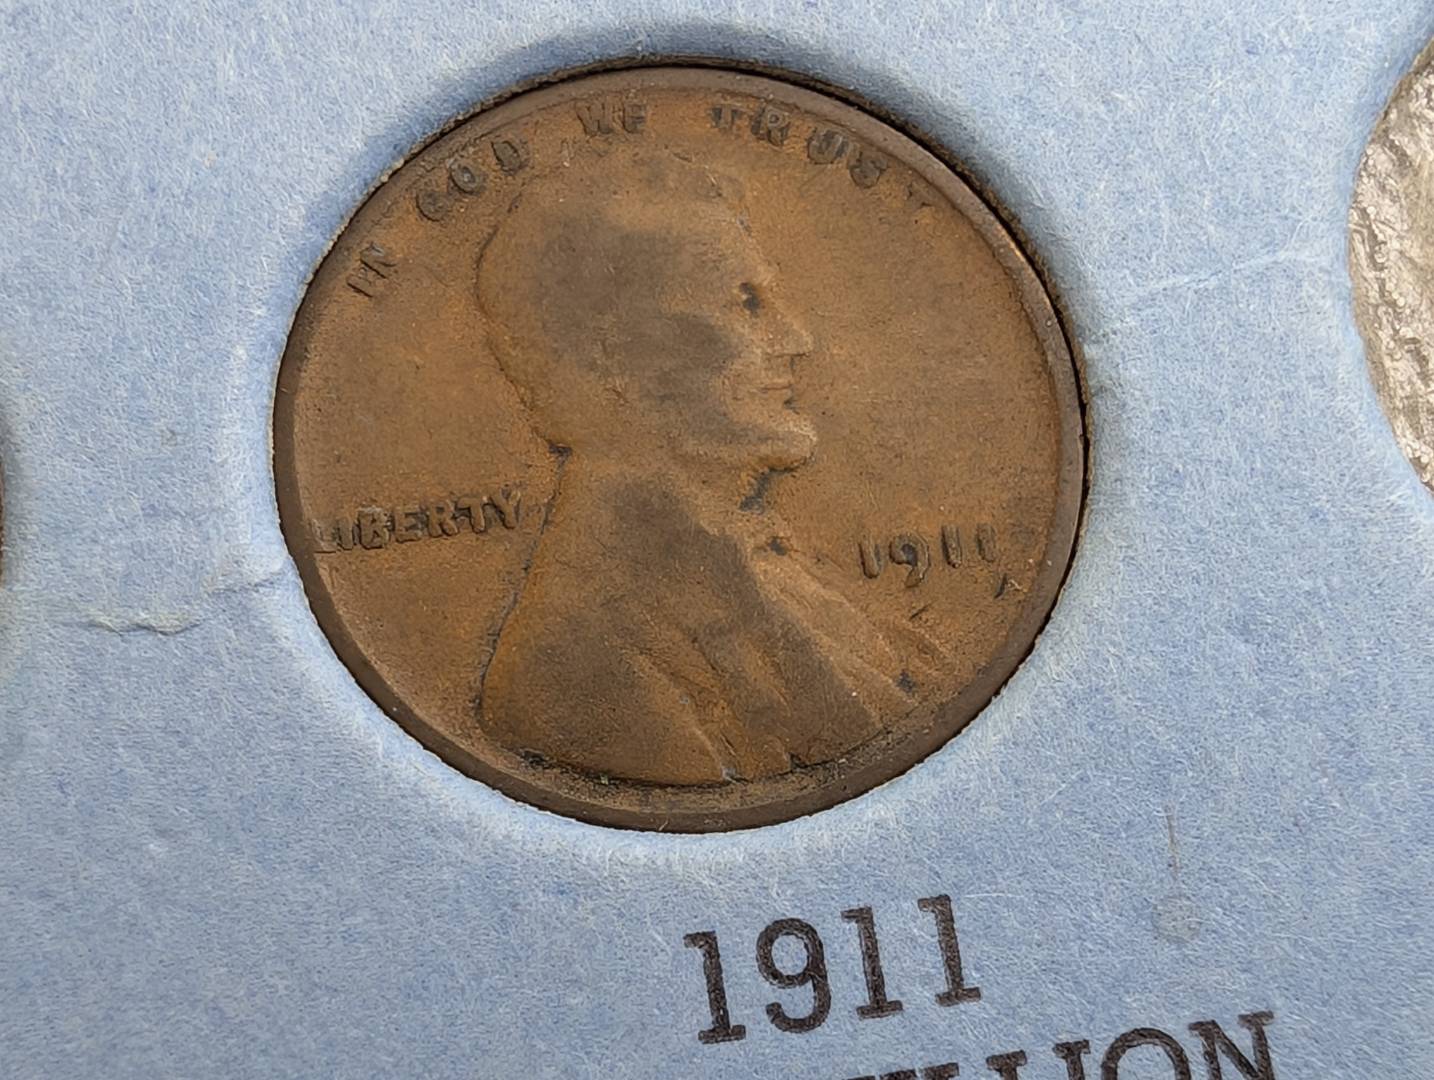 IN GOD WE TRUST
LIBERTY
1911
1911